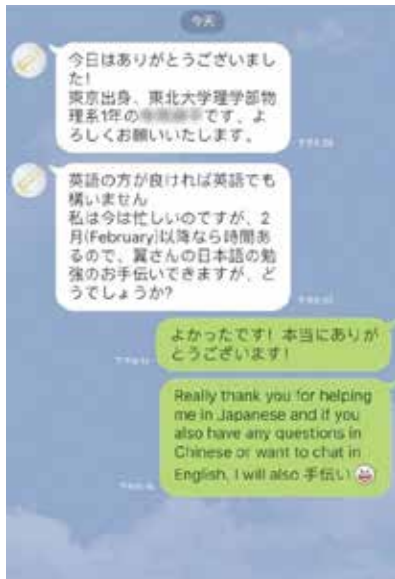 今天
今日はありがとうございまし
た!
東京出身、東北大学理学部物
理系1年の です。よ
ろしくお願いいたします。
英語の方が良ければ英語でも
構いません
私は今は忙しいのですが、2
月(February)以降なら時間あ
るので、翼さんの日本語の勉
強のお手伝いできますが、ど
うでしょうか?
よかったです! 本当にありが
とうございます!
Really thank you for helping
me in Japanese and if you
also have any questions in
Chinese or want to chat in
English, I will also 手伝い